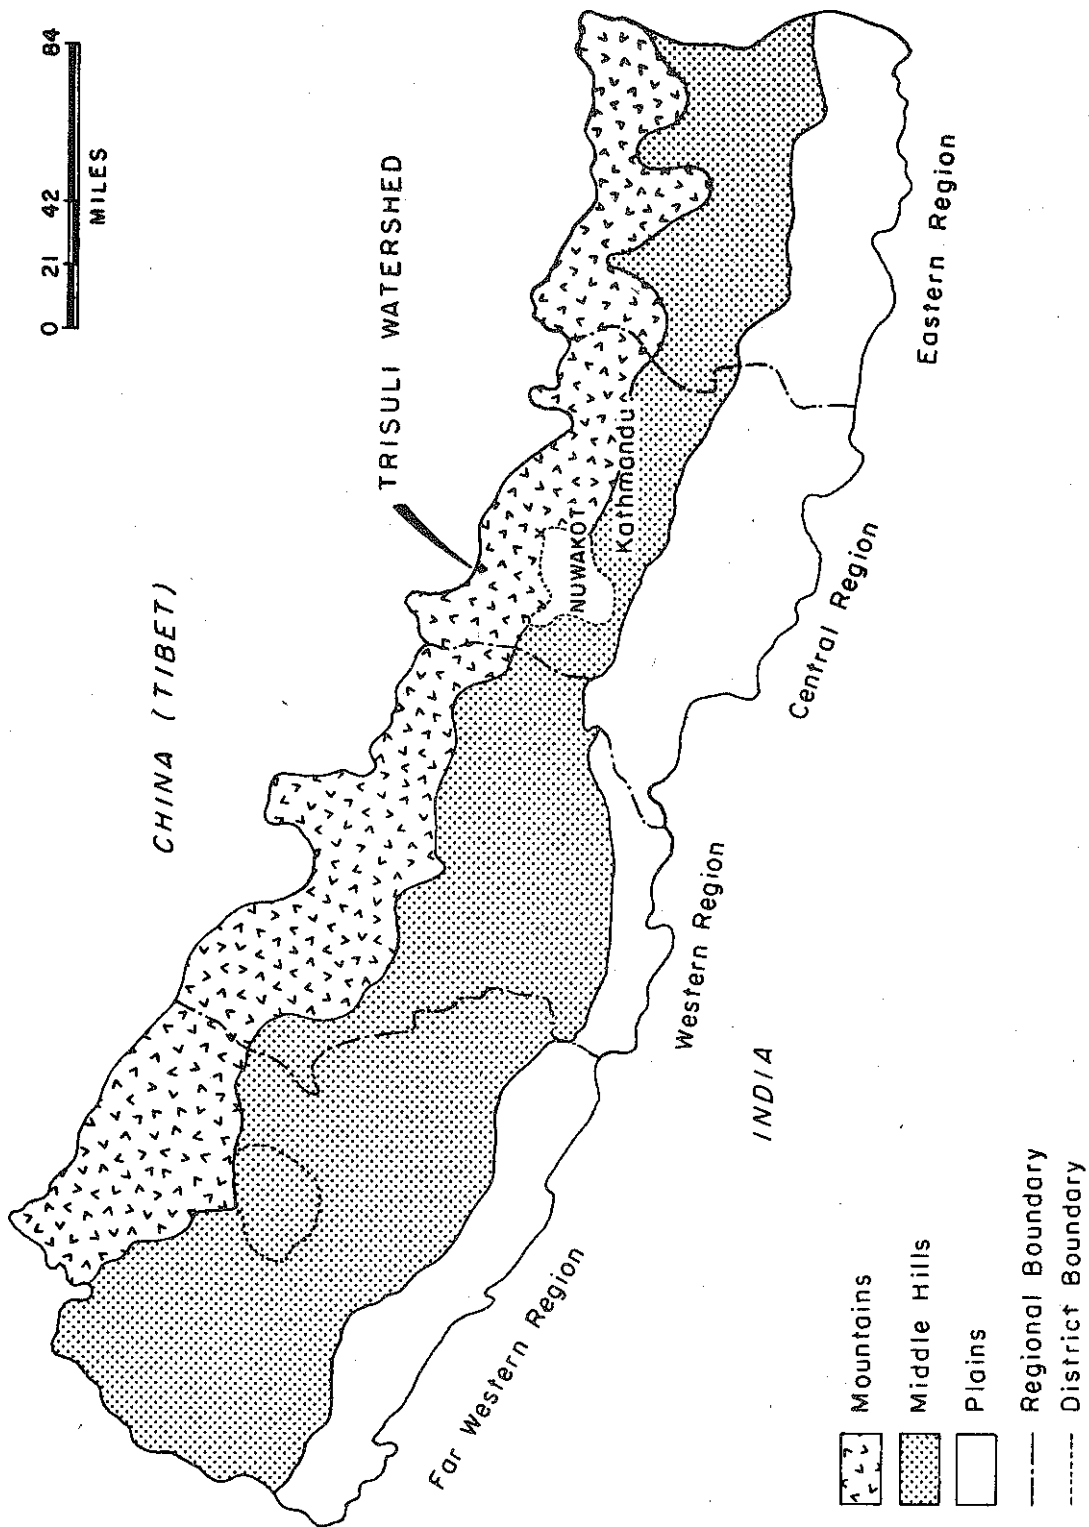 0 21 42 84
MILES
CHINA (TIBET)
TRISULI WATERSHED
NUWAKOT
Kathmandu
Far Western Region
Western Region
Central Region
Eastern Region
INDIA
Mountains
Middle Hills
Plains
Regional Boundary
District Boundary